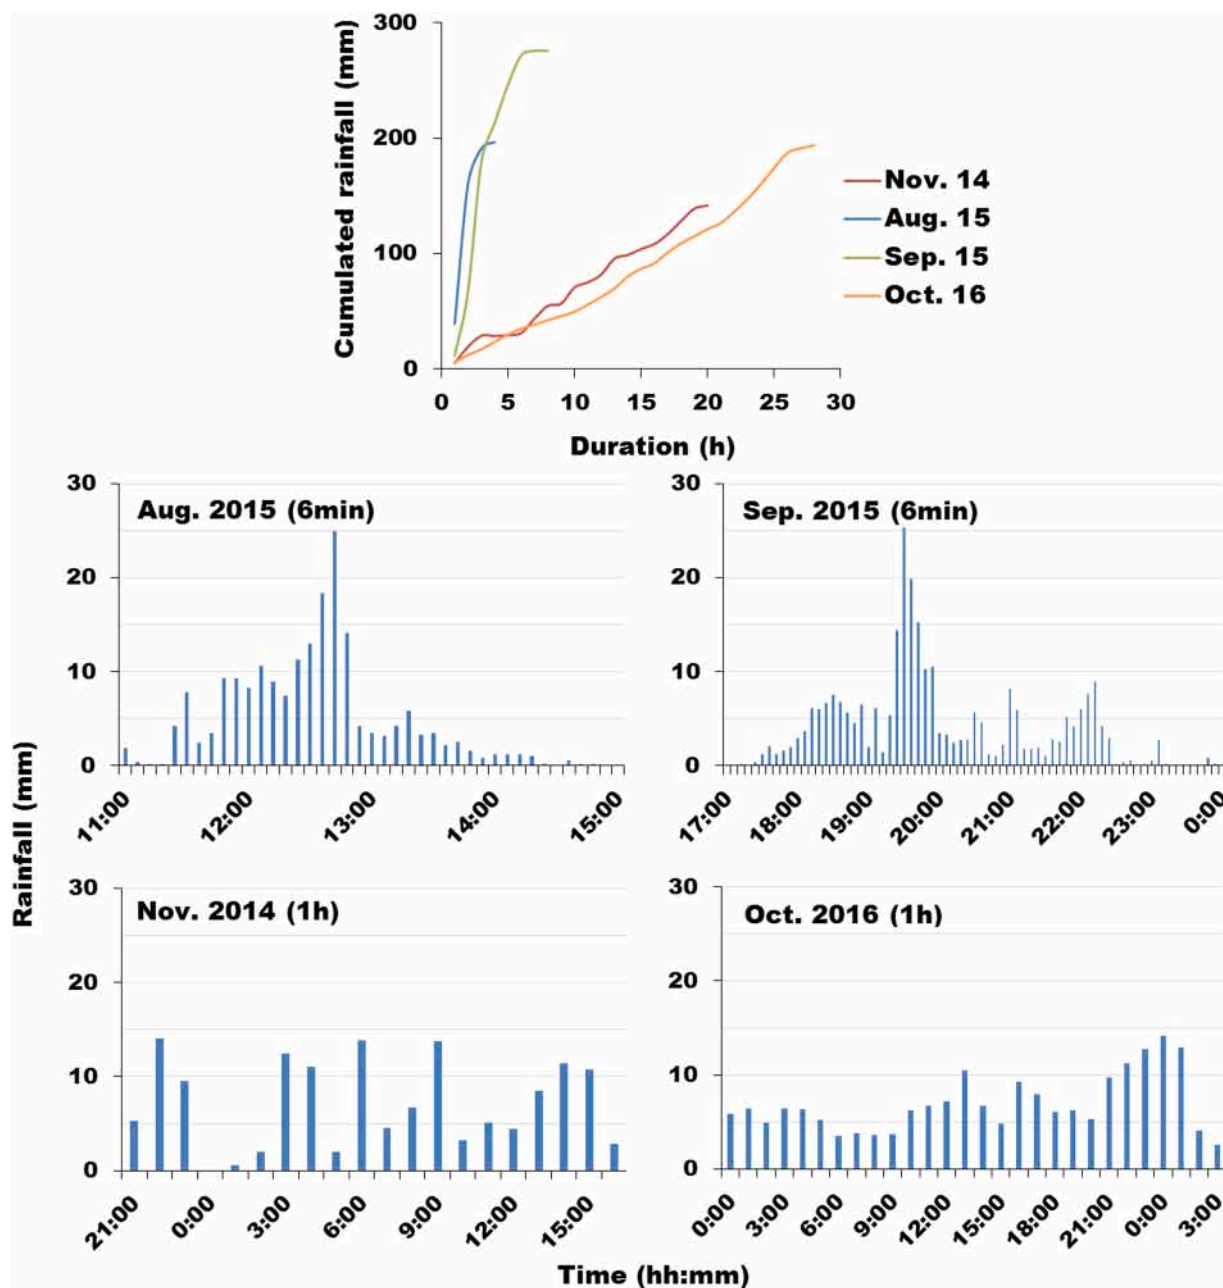 300
200
100
0
Cumulated rainfall (mm)
0 5 10 15 20 25 30
Duration (h)
Nov. 14
Aug. 15
Sep. 15
Oct. 16
Rainfall (mm)
Aug. 2015 (6min)
30
20
10
0
11:00 12:00 13:00 14:00 15:00
Sep. 2015 (6min)
30
20
10
0
17:00 18:00 19:00 20:00 21:00 22:00 23:00 0:00
Nov. 2014 (1h)
30
20
10
0
21:00 0:00 3:00 6:00 9:00 12:00 15:00
Oct. 2016 (1h)
30
20
10
0
0:00 3:00 6:00 9:00 12:00 15:00 18:00 21:00 0:00 3:00
Time (hh:mm)